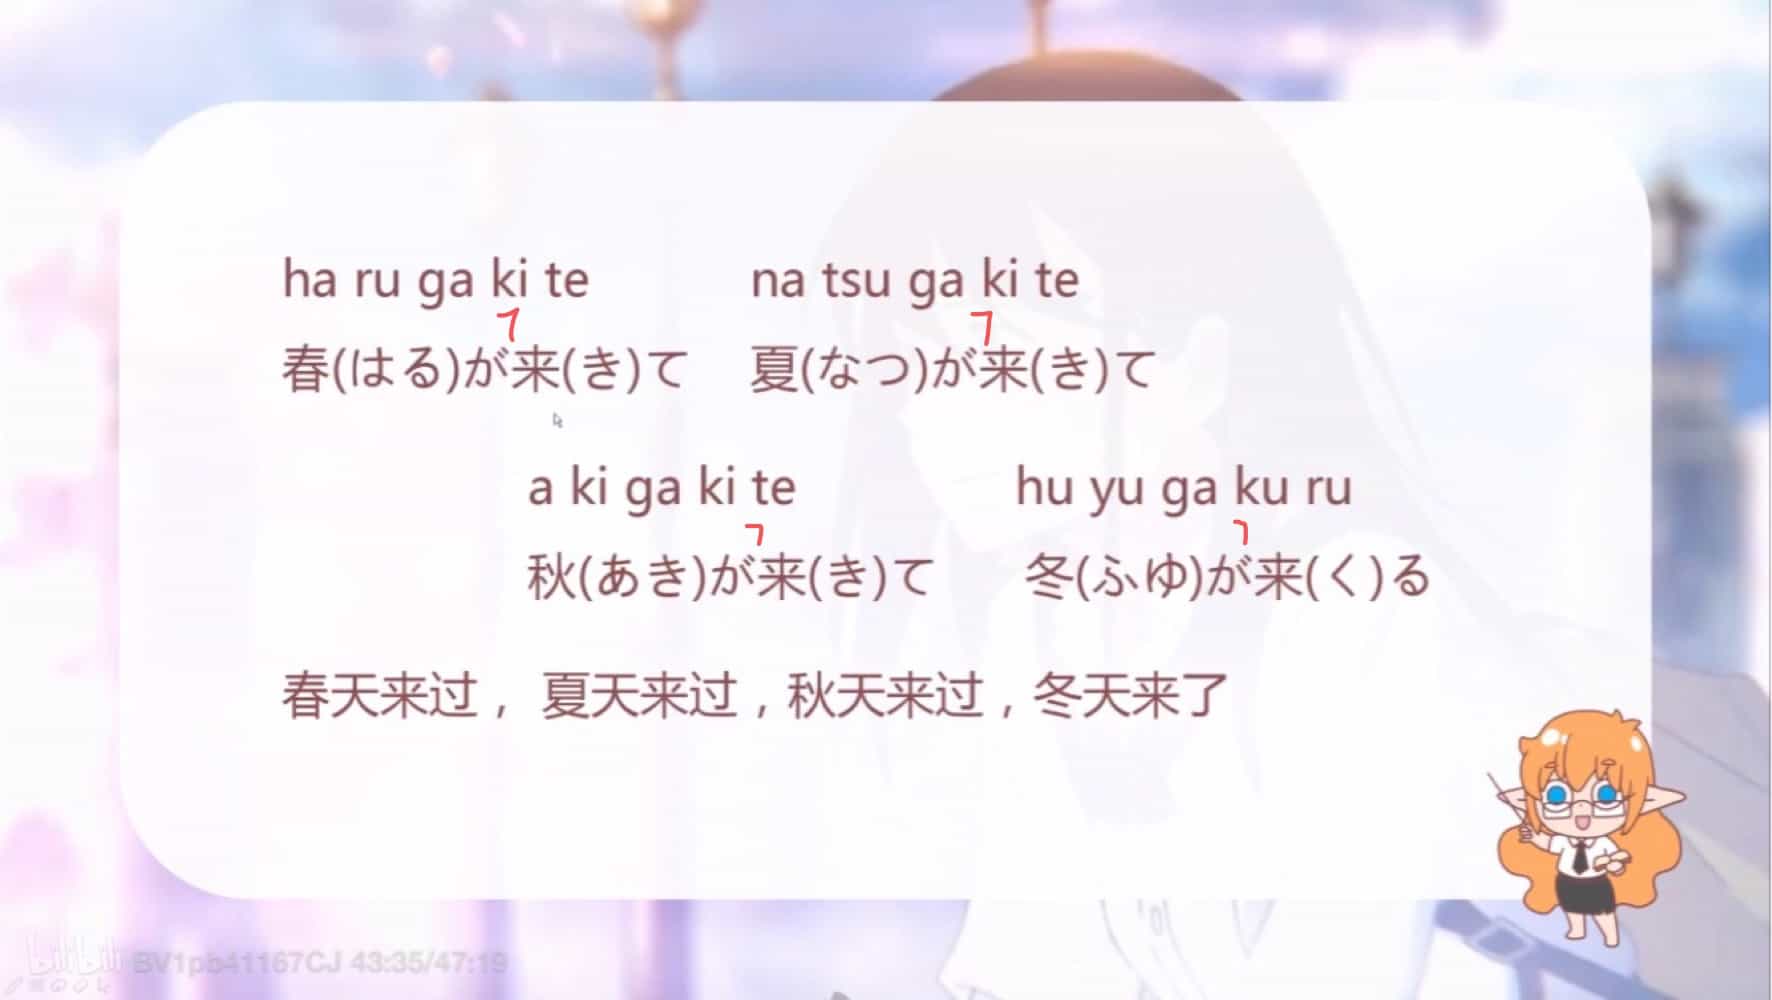 ha ru ga ki te na tsu ga ki te
春(はる)が来(き)て 夏(なつ)が来(き)て
a ki ga ki te hu yu ga ku ru
秋(あき)が来(き)て 冬(ふゆ)が来(く)る
春天来过，夏天来过，秋天来过，冬天来了
bilibili BV1pb41167CJ 43:35/47:19